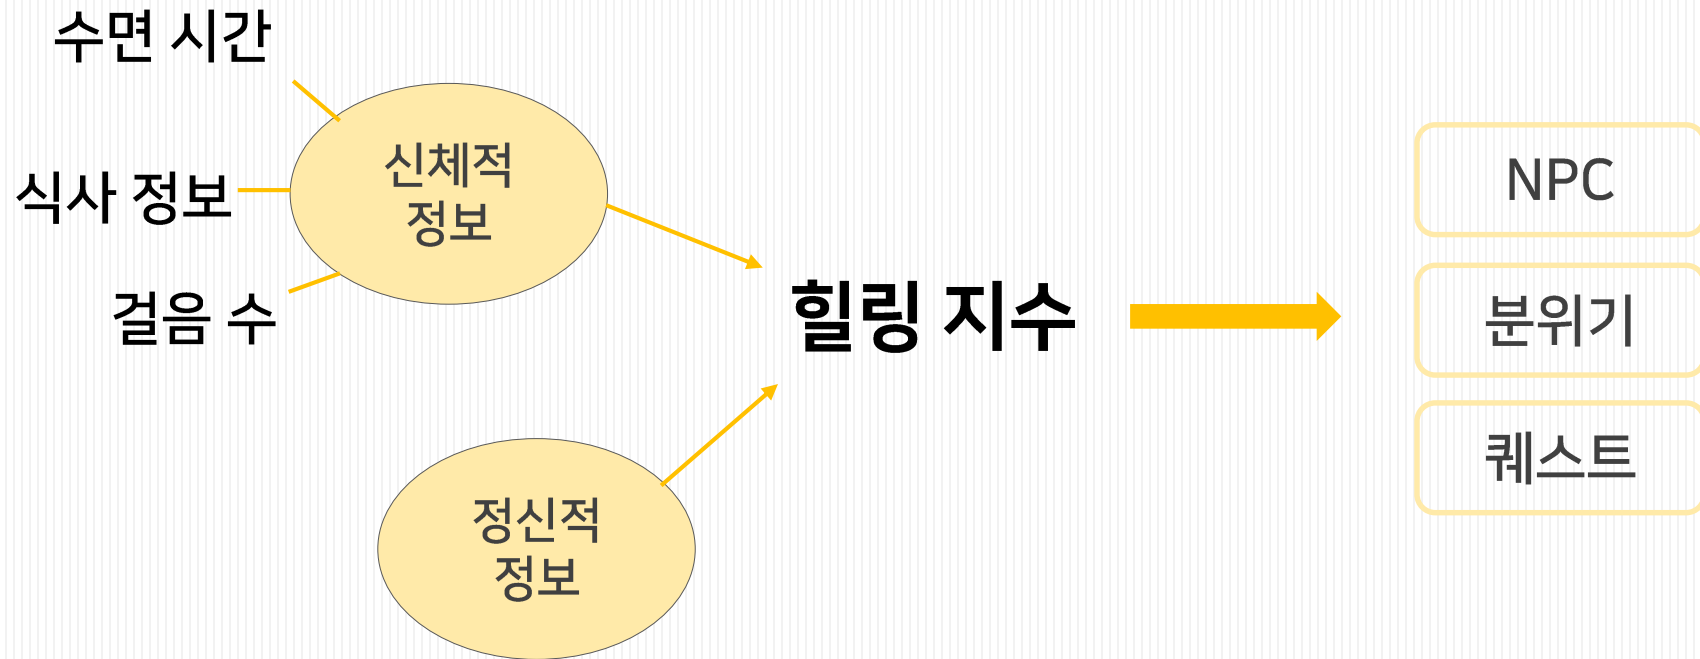 수면 시간
식사 정보
걸음 수
신체적
정보
정신적
정보
힐링 지수
NPC
분위기
퀘스트